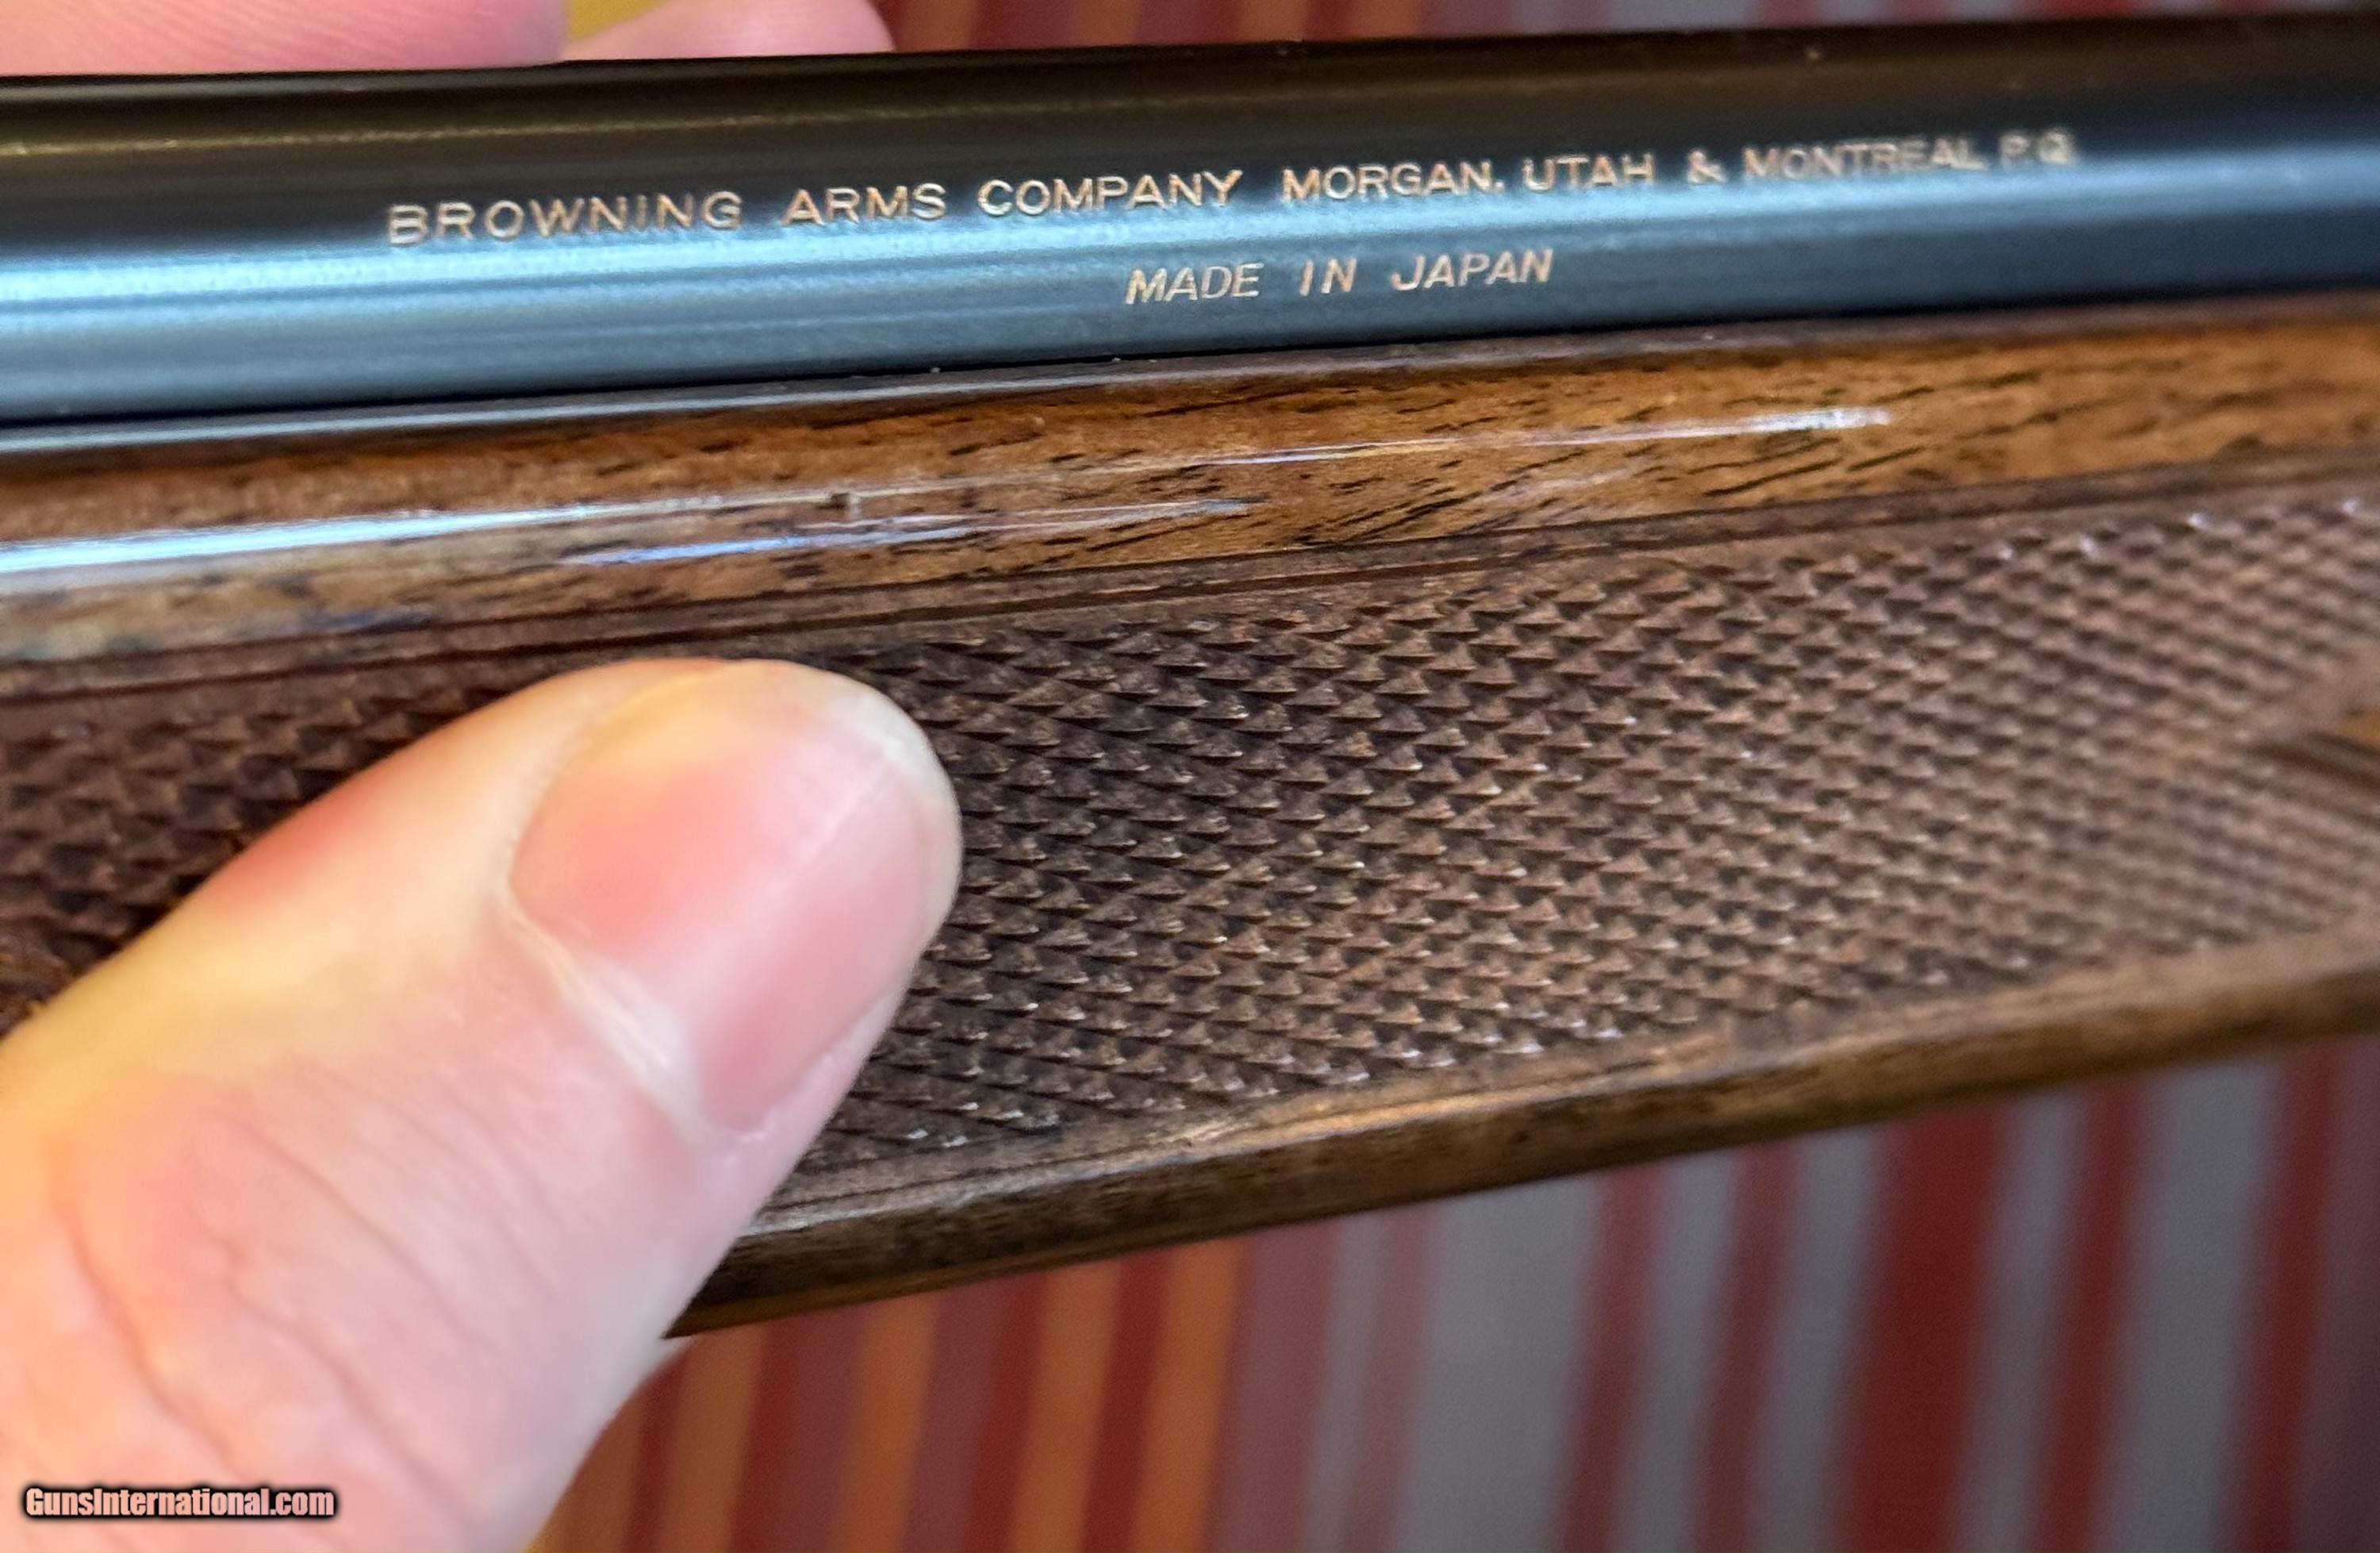 BROWNING ARMS COMPANY MORGAN. UTAH & MONTREAL P.Q.
MADE IN JAPAN
GunsInternational.com